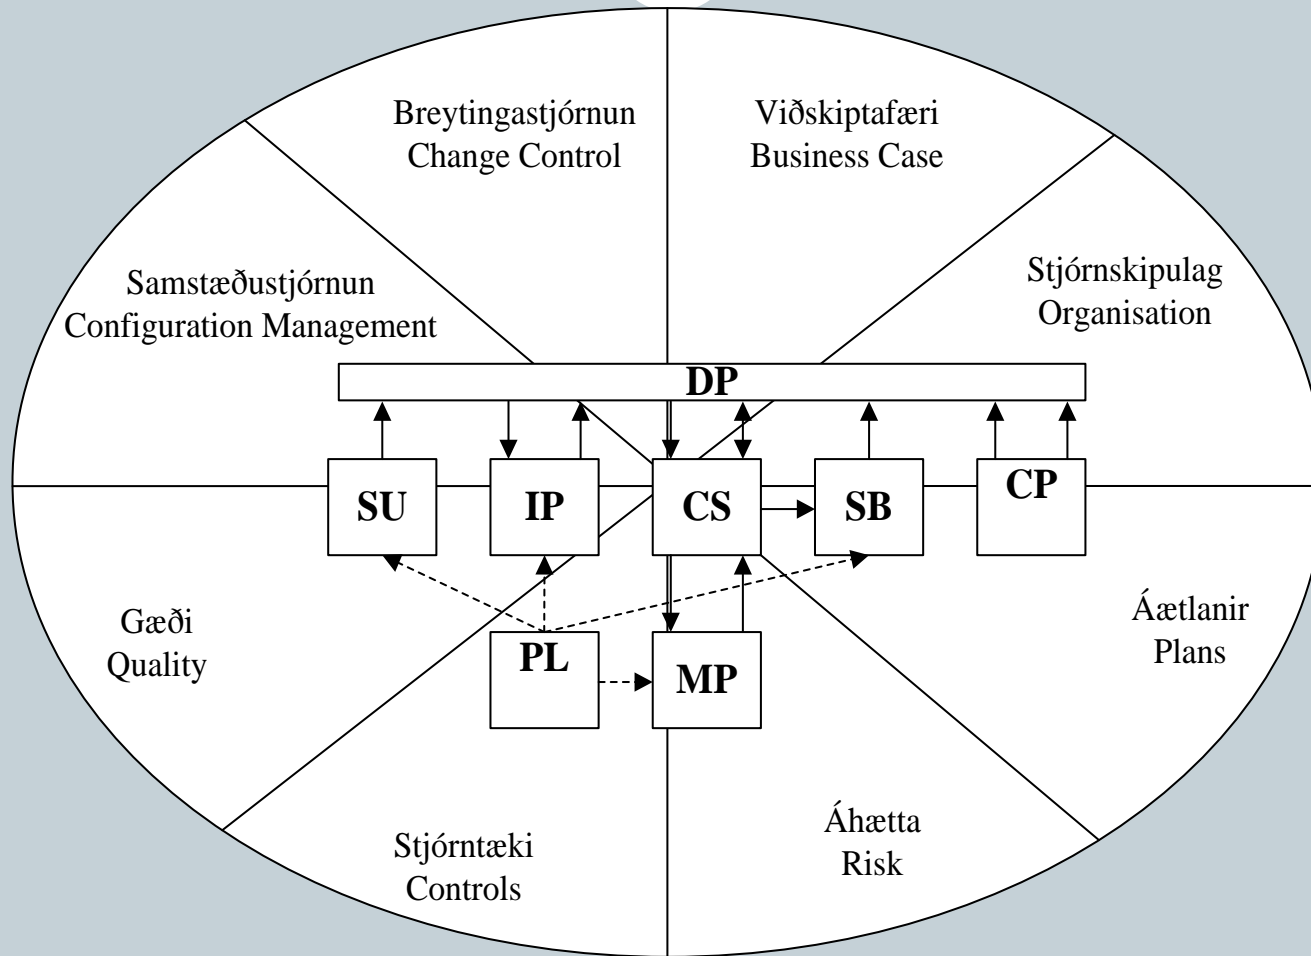 Breytingastjórnun
Change Control
Viðskiptafæri
Business Case
Samstæðustjórnun
Configuration Management
Stjórnskipulag
Organisation
DP
SU
IP
CS
SB
CP
PL
MP
Gæði
Quality
Áætlanir
Plans
Stjórntæki
Controls
Áhætta
Risk